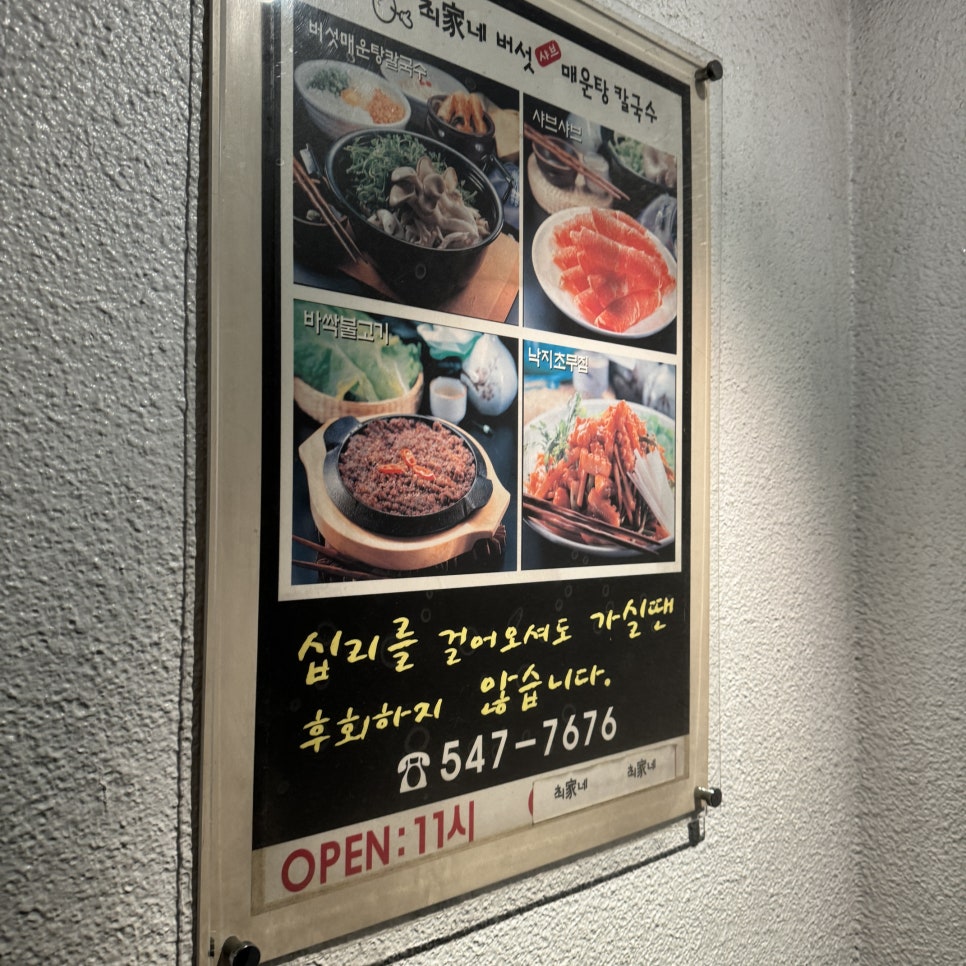 최家네 버섯 샤브 매운탕 칼국수
버섯매운탕칼국수
샤브샤브
바싹불고기
낙지초무침
십리를 걸어오셔도 가실땐
후회하지 않습니다.
☎547-7676
최家네 최家네
OPEN:11시